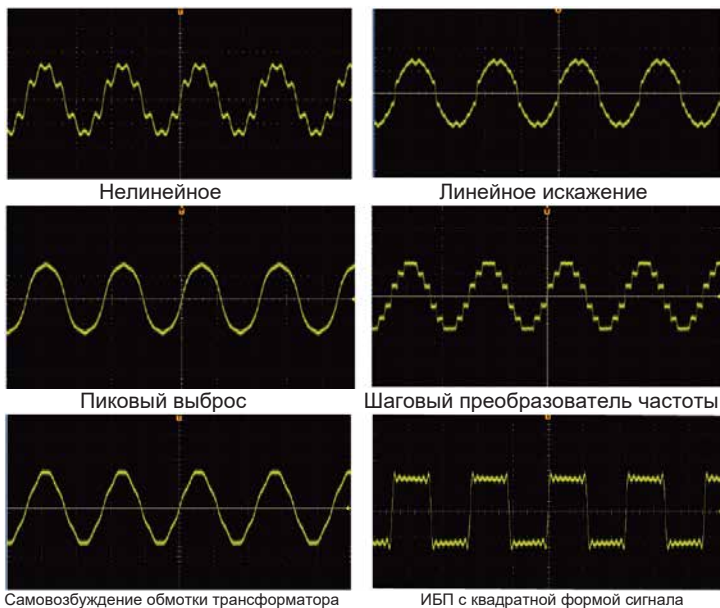 Нелинейное
Линейное искажение
Пиковый выброс
Шаговый преобразователь частоты
Самовозбуждение обмотки трансформатора
ИБП с квадратной формой сигнала